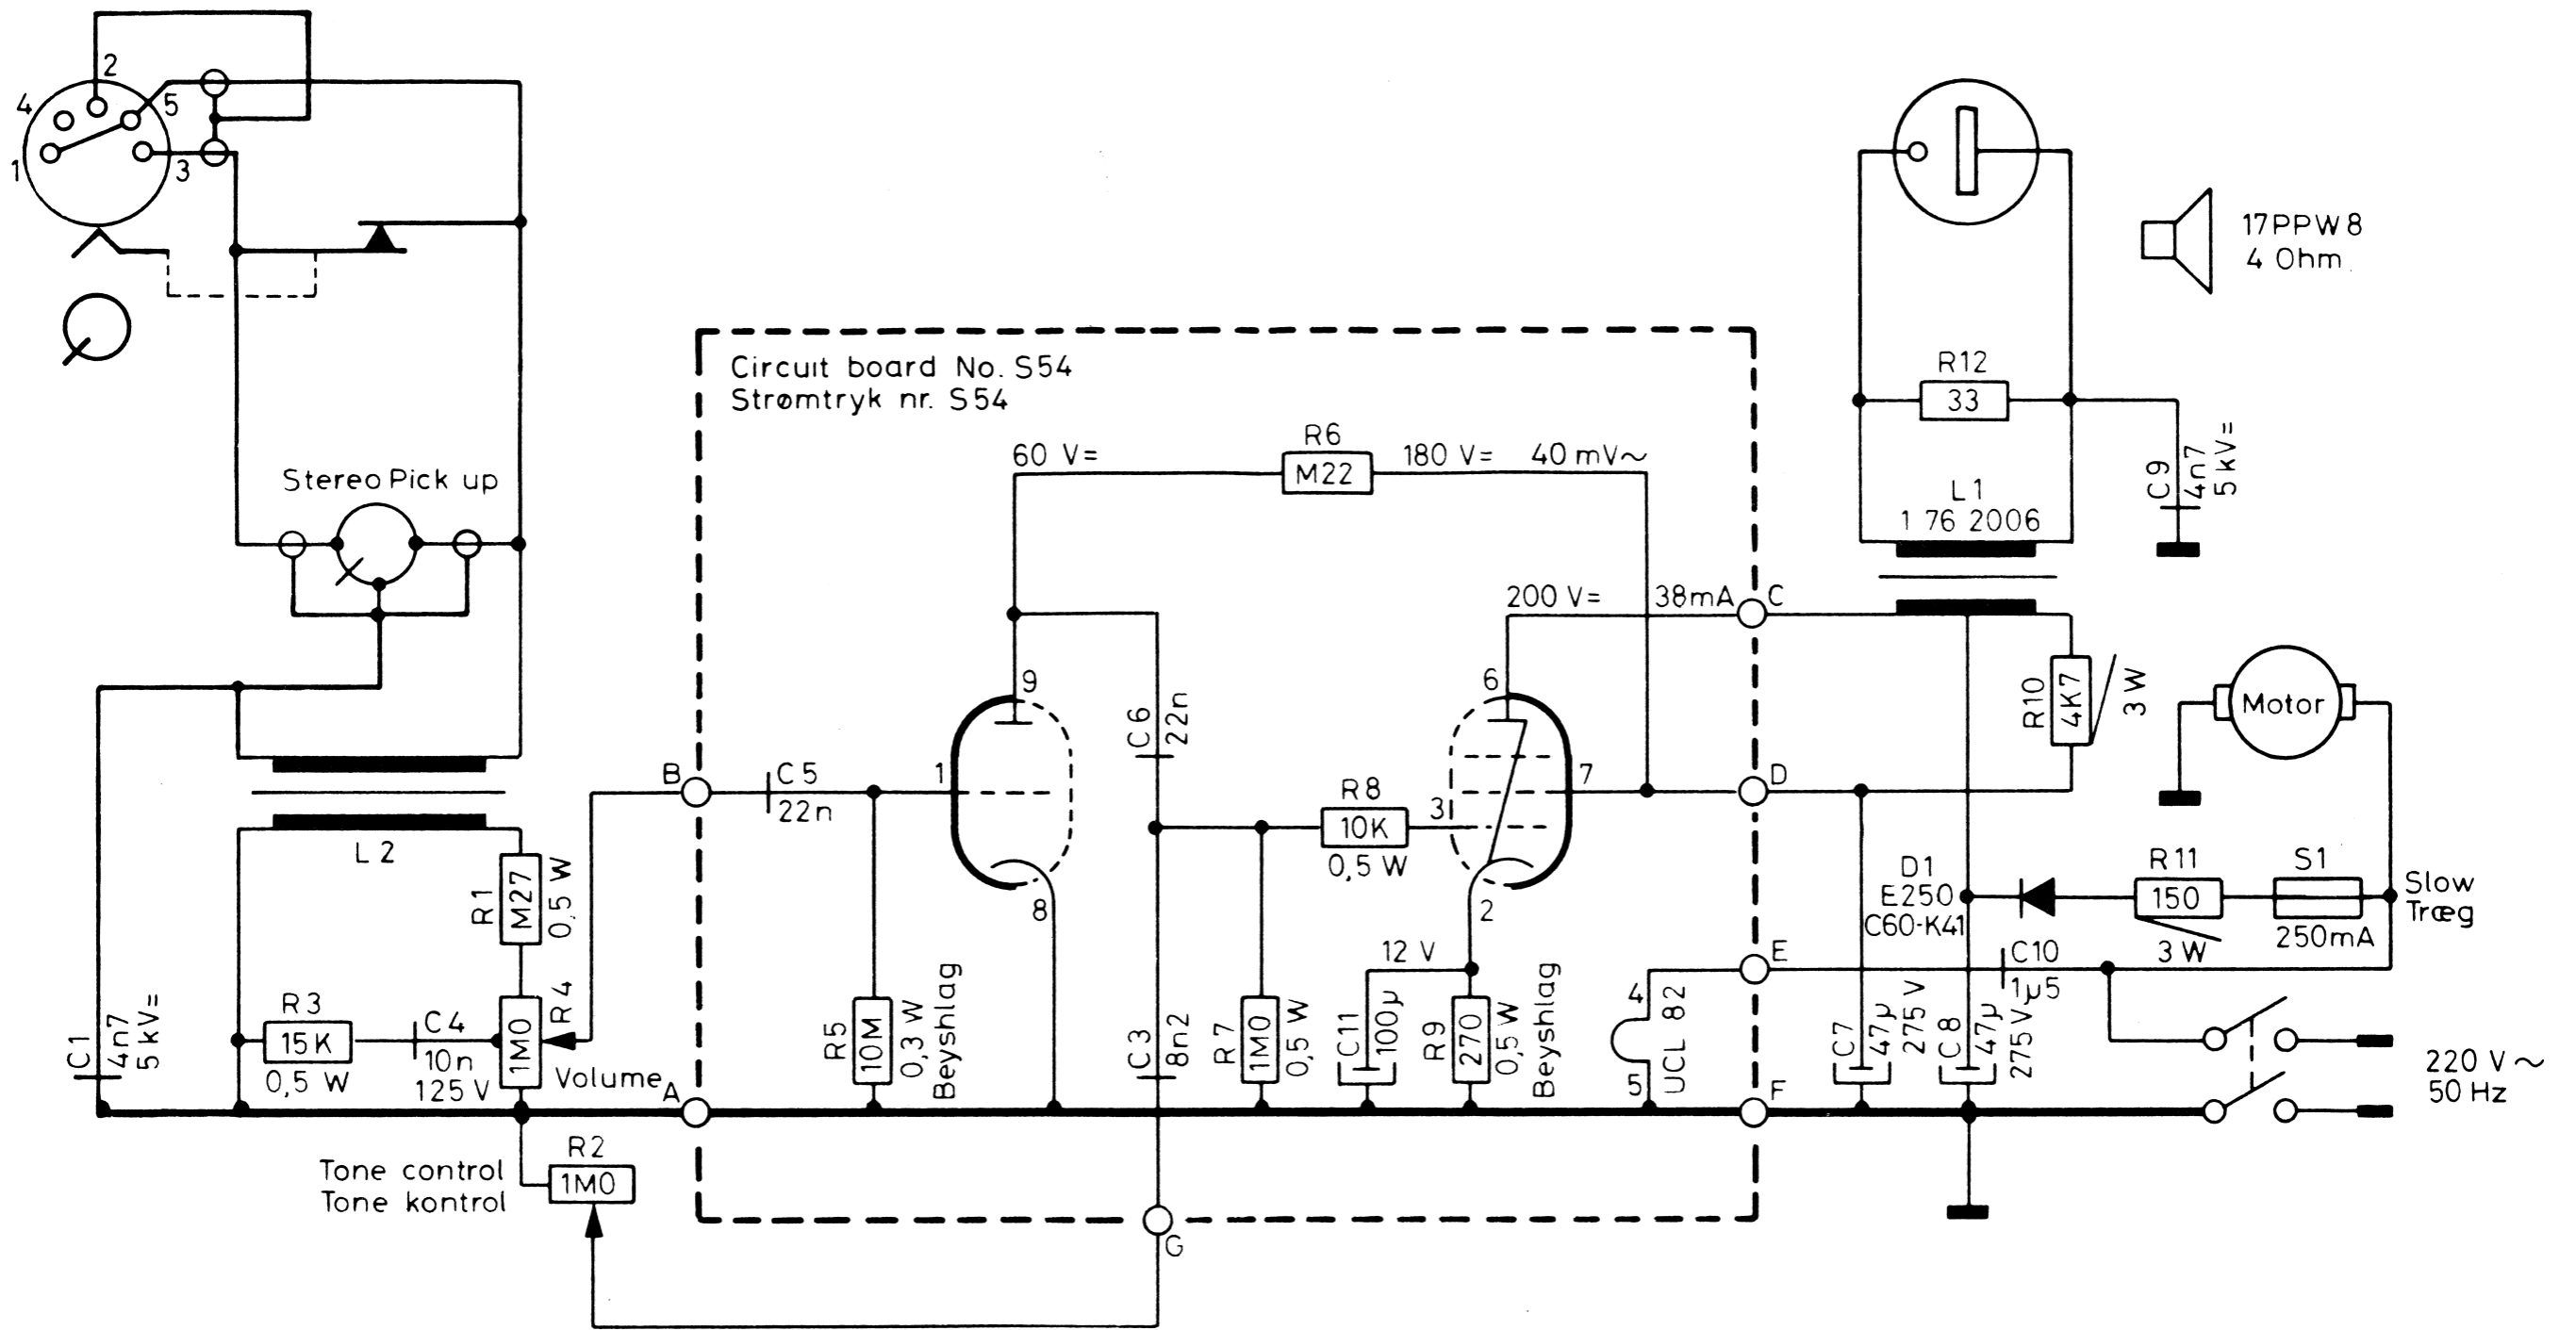 2
4
5
1
3
Stereo Pick up
L 2
R1
M27
0,5 W
R3
15K
0,5 W
C4
10n
125 V
R4
1M0
Volume
C1
4n7
5 kV=
A
B
R2
1M0
Tone control
Tone kontrol
Circuit board No. S54
Strømtryk nr. S54
60 V=
R6
M22
180 V=
40 mV~
C5
22n
1
9
8
R5
10M
0,3 W
Beyshlag
C6
22n
C3
8n2
G
R7
1M0
0,5 W
R8
10K
0,5 W
200 V=
38mA
6
7
3
2
12 V
C11
100µ
R9
270
0,5W
Beyshlag
4
5
UCL 82
C
D
E
F
R12
33
L1
1 76 2006
C9
4n7
5 kV=
17PPW8
4 Ohm
R10
4K7
3 W
Motor
D1
E250
C60-K41
R11
150
3 W
S1
250mA
Slow
Træg
C10
1µ5
C7
47µ
275 V
C8
47µ
275 V
220 V ~
50 Hz